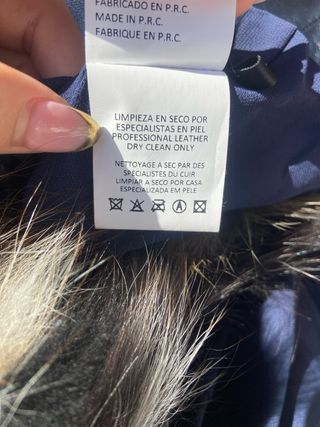 FABRICADO EN P.R.C.
MADE IN P.R.C.
FABRIQUE EN P.R.C.
LIMPIEZA EN SECO POR
ESPECIALISTAS EN PIEL
PROFESSIONAL LEATHER
DRY CLEAN ONLY
NETTOYAGE A SEC PAR DES
SPECIALISTES DU CUIR
LIMPIAR A SECO POR CASA
ESPECIALIZADA EM PELE
A